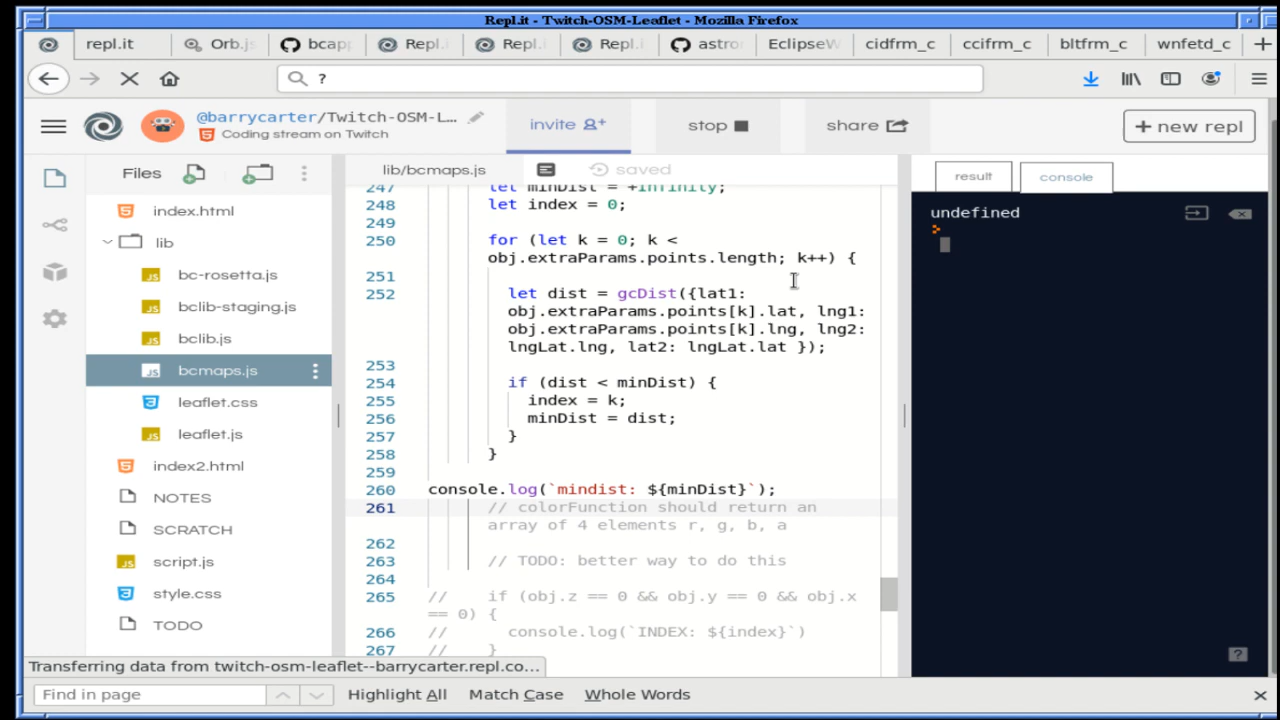 Repl.it - Twitch-OSM-Leaflet - Mozilla Firefox
repl.it
Orb.js
bcap
Repl.i
Repl.i
Repl.i
astro
EclipseW
cidfrm_c
ccifrm_c
bltfrm_c
wnfetd_c
?
@barrycarter/Twitch-OSM-L…
Coding stream on Twitch
invite
stop
share
+ new repl
Files
index.html
lib
bc-rosetta.js
bclib-staging.js
bclib.js
bcmaps.js
leaflet.css
leaflet.js
index2.html
NOTES
SCRATCH
script.js
style.css
TODO
lib/bcmaps.js
saved
247 let minDist = +Infinity;
248 let index = 0;
249
250 for (let k = 0; k <
obj.extraParams.points.length; k++) {
251
252 let dist = gcDist({lat1:
obj.extraParams.points[k].lat, lng1:
obj.extraParams.points[k].lng, lng2:
lngLat.lng, lat2: lngLat.lat });
253
254 if (dist < minDist) {
255 index = k;
256 minDist = dist;
257 }
258 }
259
260 console.log(`mindist: ${minDist}`);
261 // colorFunction should return an
array of 4 elements r, g, b, a
262
263 // TODO: better way to do this
264
265 // if (obj.z == 0 && obj.y == 0 && obj.x
== 0) {
266 // console.log(`INDEX: ${index}`)
267 // }
result
console
undefined
>
?
Transferring data from twitch-osm-leaflet--barrycarter.repl.co…
Find in page
Highlight All
Match Case
Whole Words